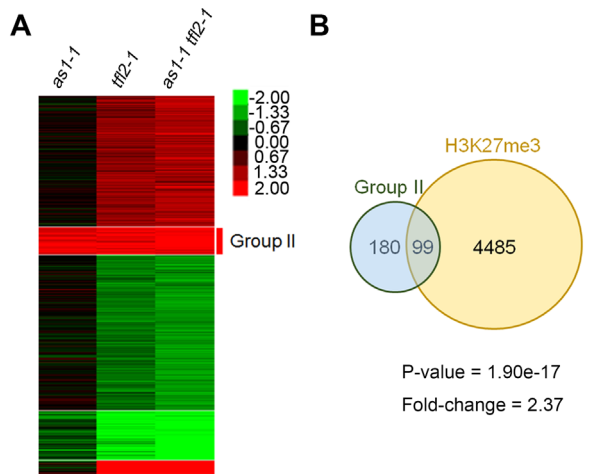 A
as1-1
tfl2-1
as1-1 tfl2-1
-2.00
-1.33
-0.67
0.00
0.67
1.33
2.00
Group II
B
H3K27me3
Group II
180
99
4485
P-value = 1.90e-17
Fold-change = 2.37